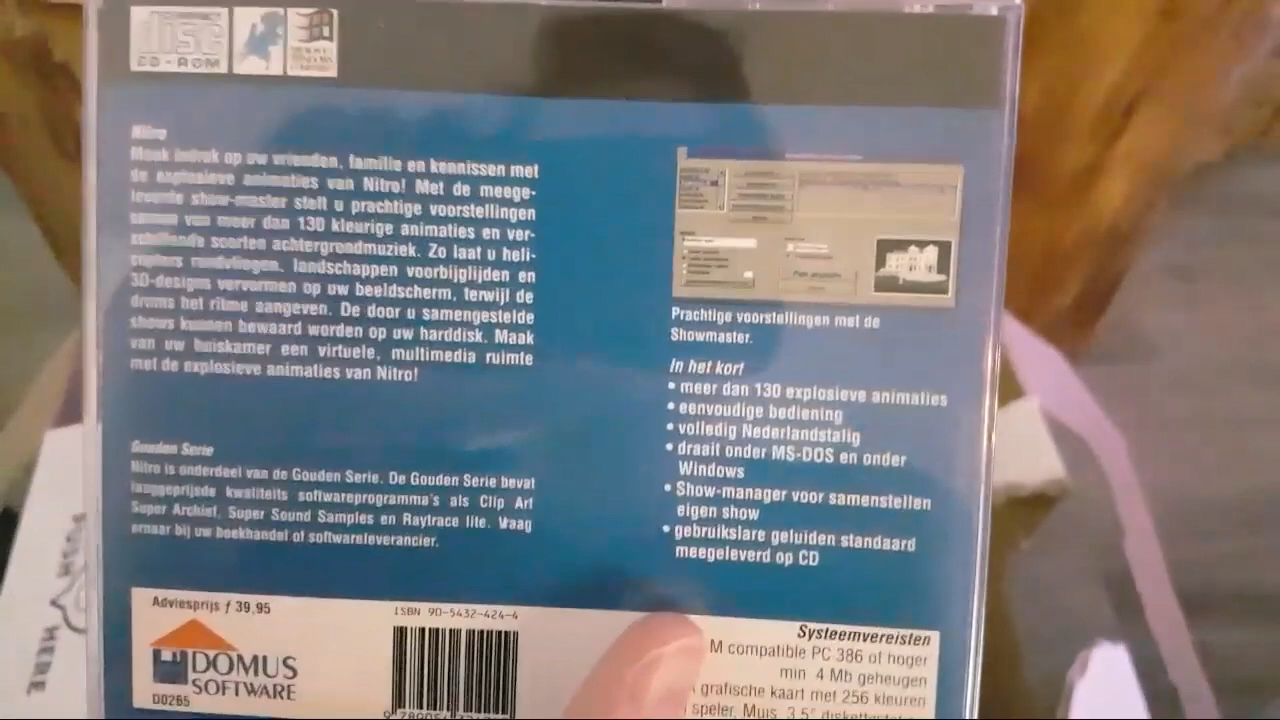 disc
CD-ROM
Nitro
Maak indruk op uw vrienden, familie en kennissen met
de explosieve animaties van Nitro! Met de meege-
leverde show-master stelt u prachtige voorstellingen
samen van meer dan 130 kleurige animaties en ver-
schillende soorten achtergrondmuziek. Zo laat u heli-
copters rondvliegen, landschappen voorbijglijden en
3D-designs vervormen op uw beeldscherm, terwijl de
drums het ritme aangeven. De door u samengestelde
shows kunnen bewaard worden op uw harddisk. Maak
van uw huiskamer een virtuele, multimedia ruimte
met de explosieve animaties van Nitro!
Gouden Serie
Nitro is onderdeel van de Gouden Serie. De Gouden Serie bevat
laaggeprijsde kwaliteits softwareprogramma's als Clip Art
Super Archief, Super Sound Samples en Raytrace lite. Vraag
ernaar bij uw boekhandel of softwareleverancier.
Prachtige voorstellingen met de
Showmaster.
In het kort
• meer dan 130 explosieve animaties
• eenvoudige bediening
• volledig Nederlandstalig
• draait onder MS-DOS en onder
Windows
• Show-manager voor samenstellen
eigen show
• gebruikslare geluiden standaard
meegeleverd op CD
Adviesprijs ƒ 39,95
DOMUS
SOFTWARE
D0265
ISBN 90-5432-424-4
Systeemvereisten
M compatible PC 386 of hoger
min 4 Mb geheugen
grafische kaart met 256 kleuren
speler, Muis, 3,5"
PUSH
HERE